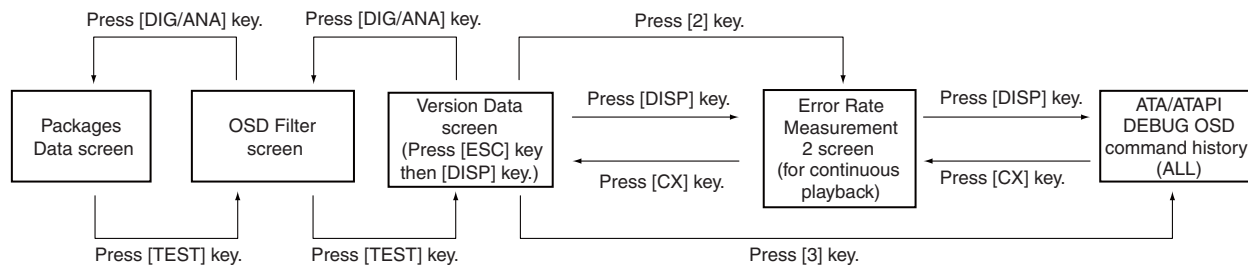 Press [DIG/ANA] key.
Press [DIG/ANA] key.
Press [2] key.
Packages
Data screen
OSD Filter
screen
Version Data
screen
(Press [ESC] key
then [DISP] key.)
Press [DISP] key.
Press [CX] key.
Error Rate
Measurement
2 screen
(for continuous
playback)
Press [DISP] key.
Press [CX] key.
ATA/ATAPI
DEBUG OSD
command history
(ALL)
Press [TEST] key.
Press [TEST] key.
Press [3] key.